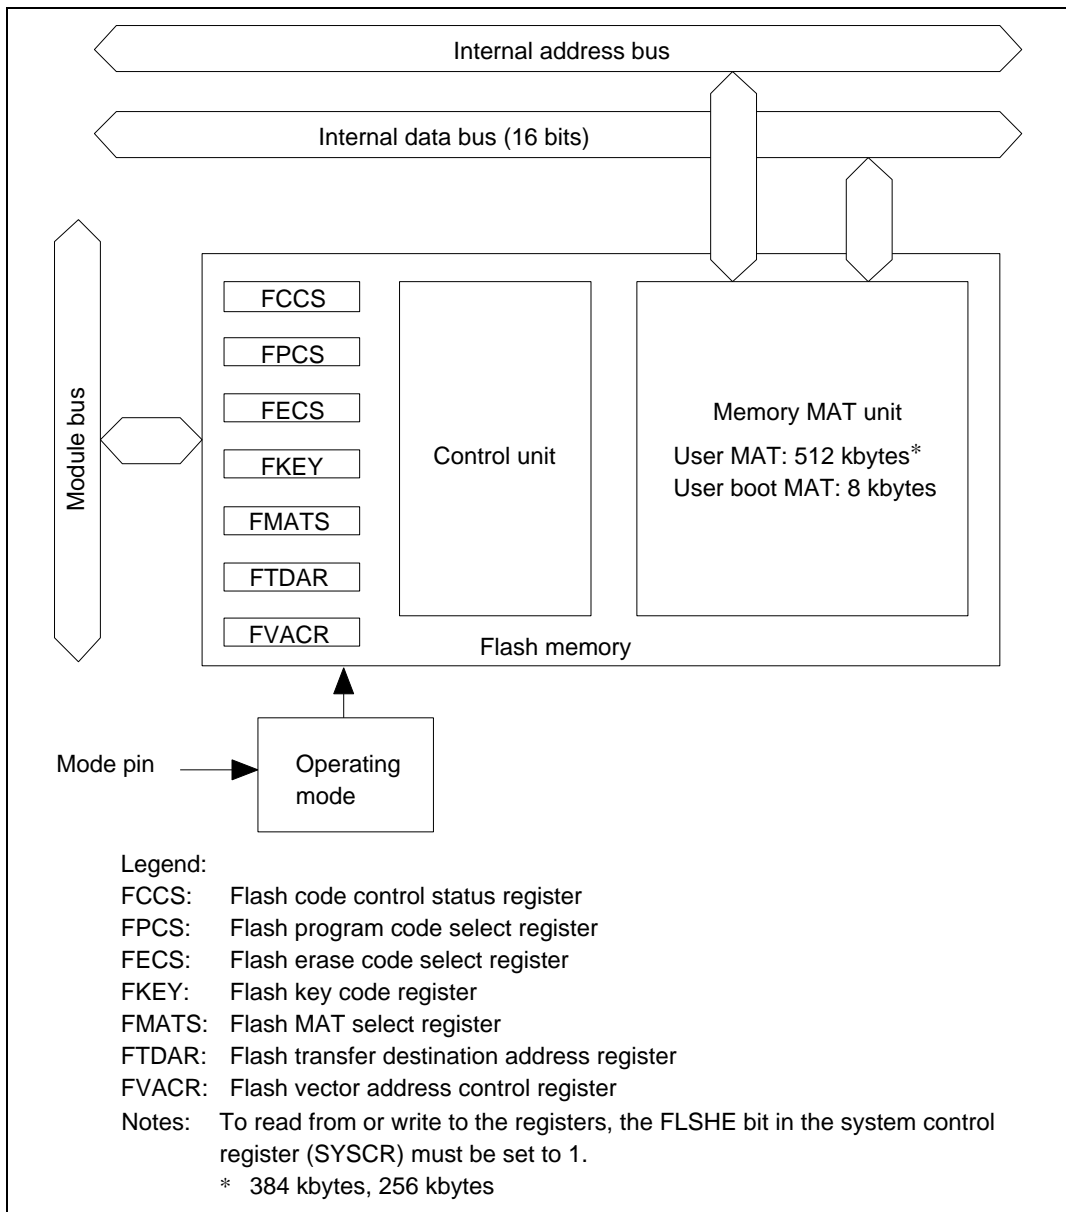 Internal address bus
Internal data bus (16 bits)
Module bus
FCCS
FPCS
FECS
FKEY
FMATS
FTDAR
FVACR
Control unit
Memory MAT unit
User MAT: 512 kbytes*
User boot MAT: 8 kbytes
Flash memory
Mode pin
Operating
mode
Legend:
FCCS: Flash code control status register
FPCS: Flash program code select register
FECS: Flash erase code select register
FKEY: Flash key code register
FMATS: Flash MAT select register
FTDAR: Flash transfer destination address register
FVACR: Flash vector address control register
Notes: To read from or write to the registers, the FLSHE bit in the system control
register (SYSCR) must be set to 1.
* 384 kbytes, 256 kbytes